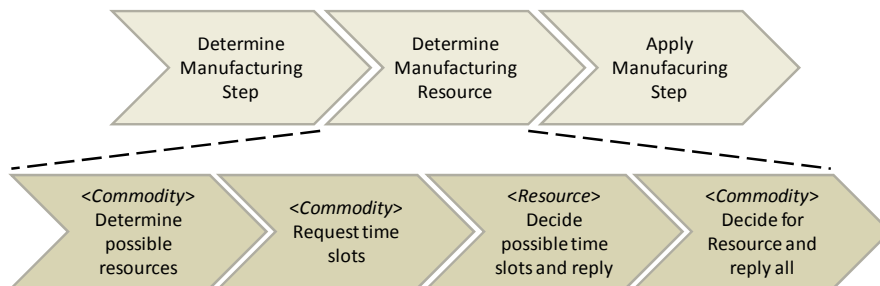 Determine
Manufacturing
Step
Determine
Manufacturing
Resource
Apply
Manufacuring
Step
<Commodity>
Determine
possible
resources
<Commodity>
Request time
slots
<Resource>
Decide
possible time
slots and reply
<Commodity>
Decide for
Resource and
reply all